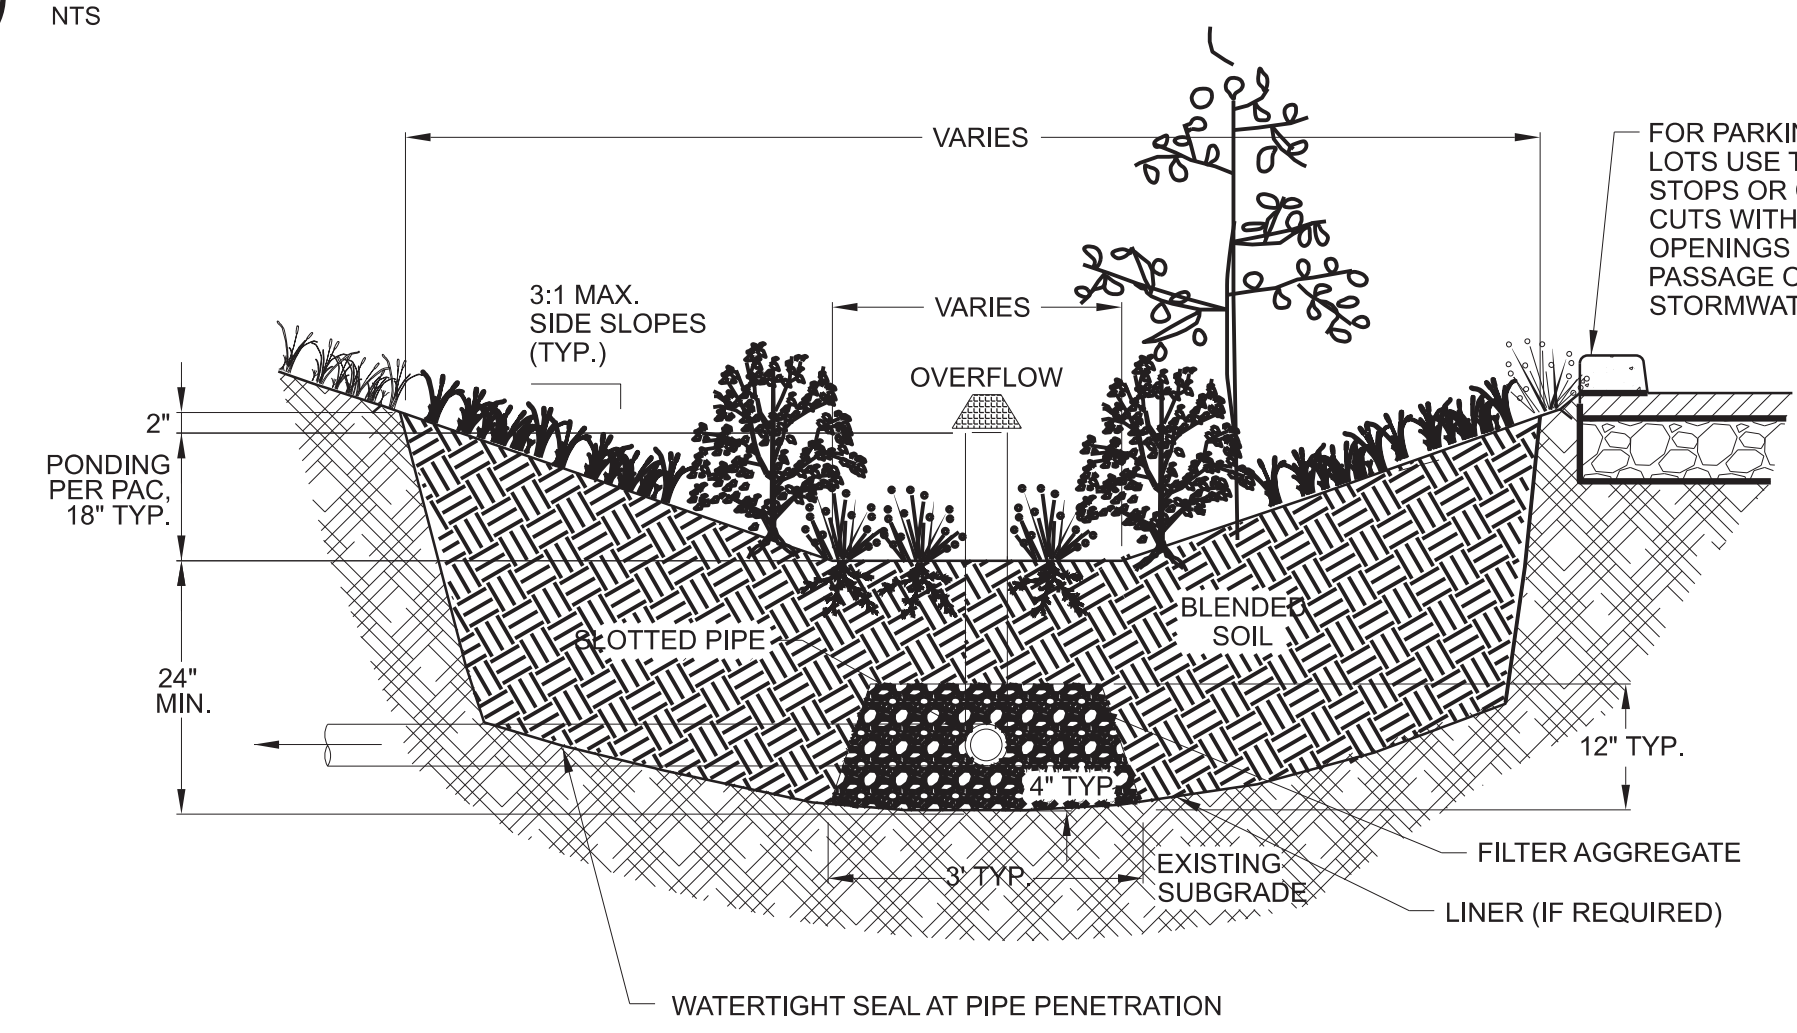 NTS
VARIES
FOR PARKIN
LOTS USE T
STOPS OR
CUTS WITH
OPENINGS
PASSAGE O
STORMWAT
3:1 MAX.
SIDE SLOPES
(TYP.)
VARIES
OVERFLOW
2"
PONDING
PER PAC,
18" TYP.
BLENDED
SOIL
SLOTTED PIPE
24"
MIN.
12" TYP.
4" TYP.
3' TYP.
EXISTING
SUBGRADE
FILTER AGGREGATE
LINER (IF REQUIRED)
WATERTIGHT SEAL AT PIPE PENETRATION